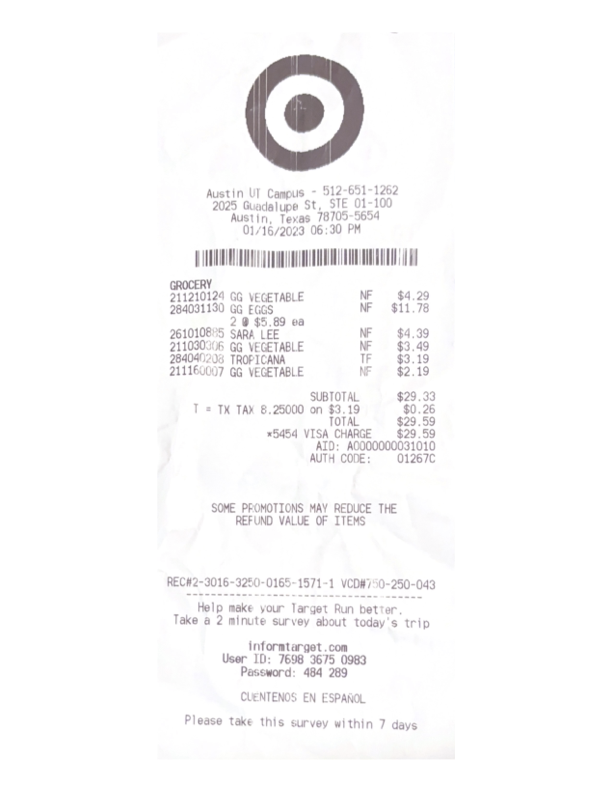 Austin UT Campus - 512-651-1262
2025 Guadalupe St, STE 01-100
Austin, Texas 78705-5654
01/16/2023 06:30 PM
GROCERY
211210124 GG VEGETABLE NF $4.29
284031130 GG EGGS NF $11.78
2 @ $5.89 ea
261010885 SARA LEE NF $4.39
211030306 GG VEGETABLE NF $3.49
284040208 TROPICANA TF $3.19
211160007 GG VEGETABLE NF $2.19
SUBTOTAL $29.33
T = TX TAX 8.25000 on $3.19 $0.26
TOTAL $29.59
*5454 VISA CHARGE $29.59
AID: A0000000031010
AUTH CODE: 01267C
SOME PROMOTIONS MAY REDUCE THE
REFUND VALUE OF ITEMS
REC#2-3016-3250-0165-1571-1 VCD#750-250-043
Help make your Target Run better.
Take a 2 minute survey about today's trip
informtarget.com
User ID: 7698 3675 0983
Password: 484 289
CUENTENOS EN ESPAÑOL
Please take this survey within 7 days